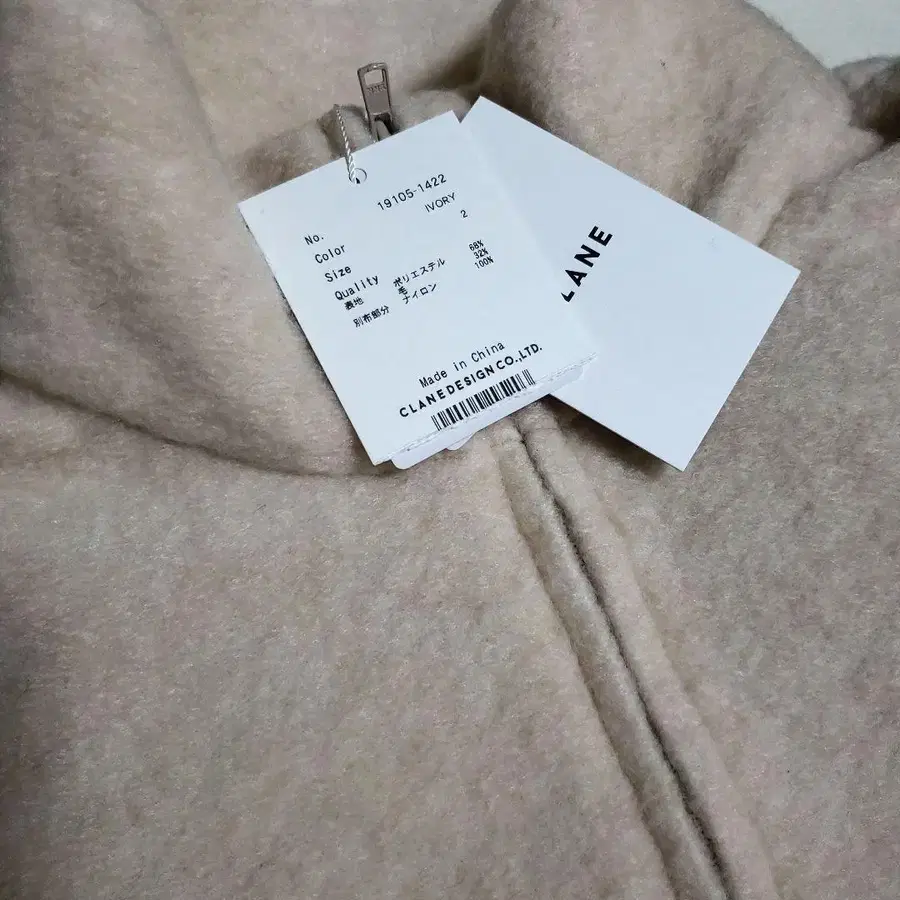 No. 19105-1422
Color IVORY
Size 2
Quality
表地 ポリエステル 68%
毛 32%
別布部分 ナイロン 100%
Made in China
CLANEDESIGN CO.,LTD.
LANE